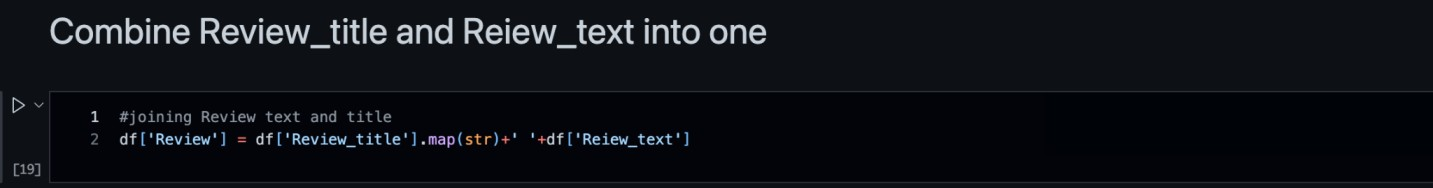 Combine Review_title and Reiew_text into one
1 #joining Review text and title
2 df['Review'] = df['Review_title'].map(str)+' '+df['Reiew_text']
[19]